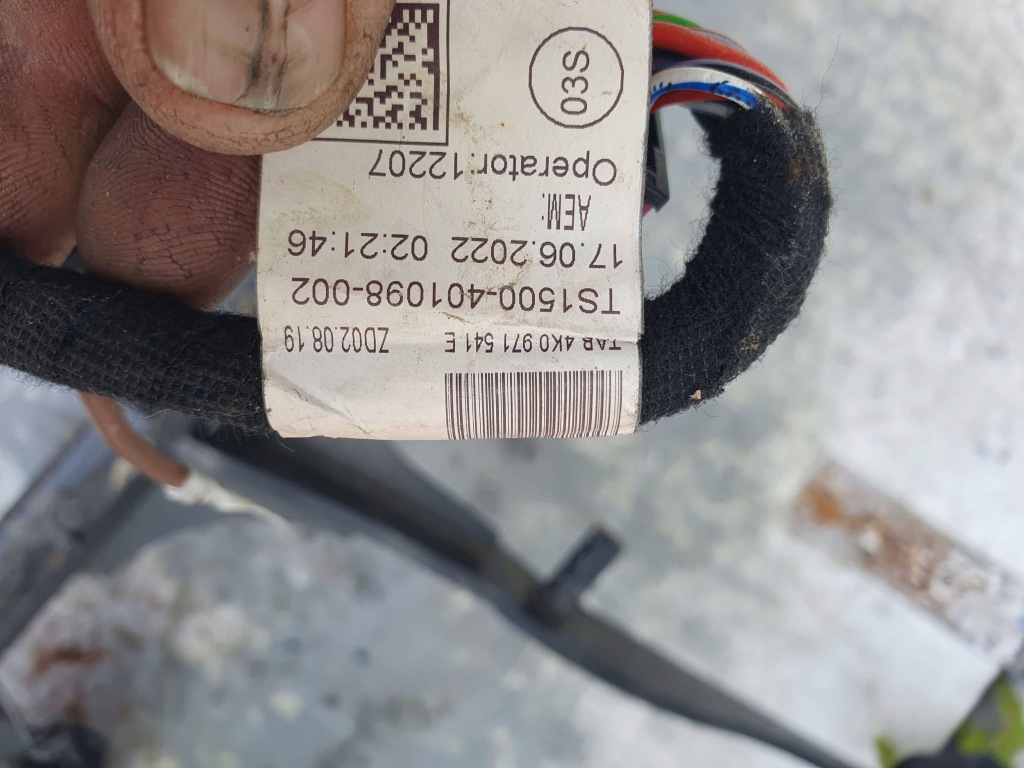 TAB 4K0 971 541 E ZD02.08.19
TS1500-401098-002
17.06.2022 02:21:46
AEM:
Operator:12207
03S